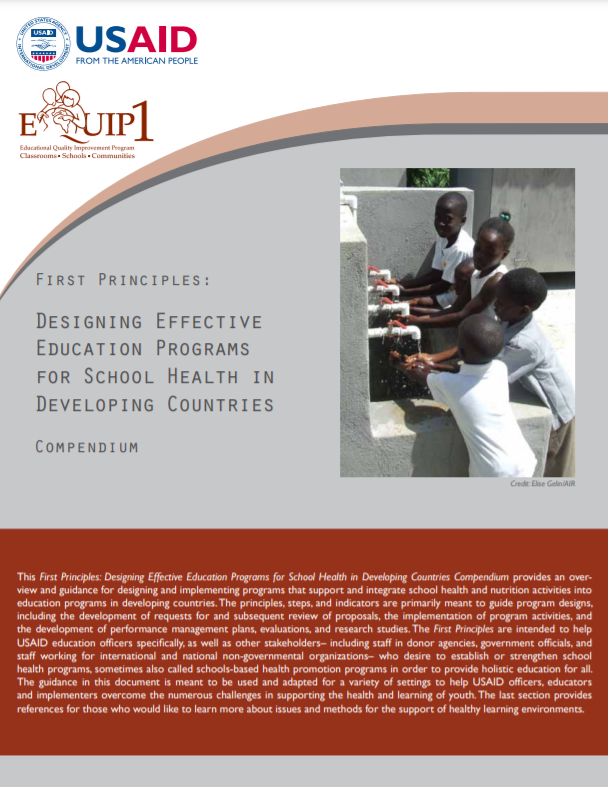 UNITED STATES AGENCY
INTERNATIONAL DEVELOPMENT
USAID
USAID
FROM THE AMERICAN PEOPLE
EQUIP1
Educational Quality Improvement Program
Classrooms • Schools • Communities
FIRST PRINCIPLES:
DESIGNING EFFECTIVE
EDUCATION PROGRAMS
FOR SCHOOL HEALTH IN
DEVELOPING COUNTRIES
COMPENDIUM
Credit: Elise Gelin/AIR
This First Principles: Designing Effective Education Programs for School Health in Developing Countries Compendium provides an over-
view and guidance for designing and implementing programs that support and integrate school health and nutrition activities into
education programs in developing countries. The principles, steps, and indicators are primarily meant to guide program designs,
including the development of requests for and subsequent review of proposals, the implementation of program activities, and
the development of performance management plans, evaluations, and research studies. The First Principles are intended to help
USAID education officers specifically, as well as other stakeholders– including staff in donor agencies, government officials, and
staff working for international and national non-governmental organizations– who desire to establish or strengthen school
health programs, sometimes also called schools-based health promotion programs in order to provide holistic education for all.
The guidance in this document is meant to be used and adapted for a variety of settings to help USAID officers, educators
and implementers overcome the numerous challenges in supporting the health and learning of youth. The last section provides
references for those who would like to learn more about issues and methods for the support of healthy learning environments.